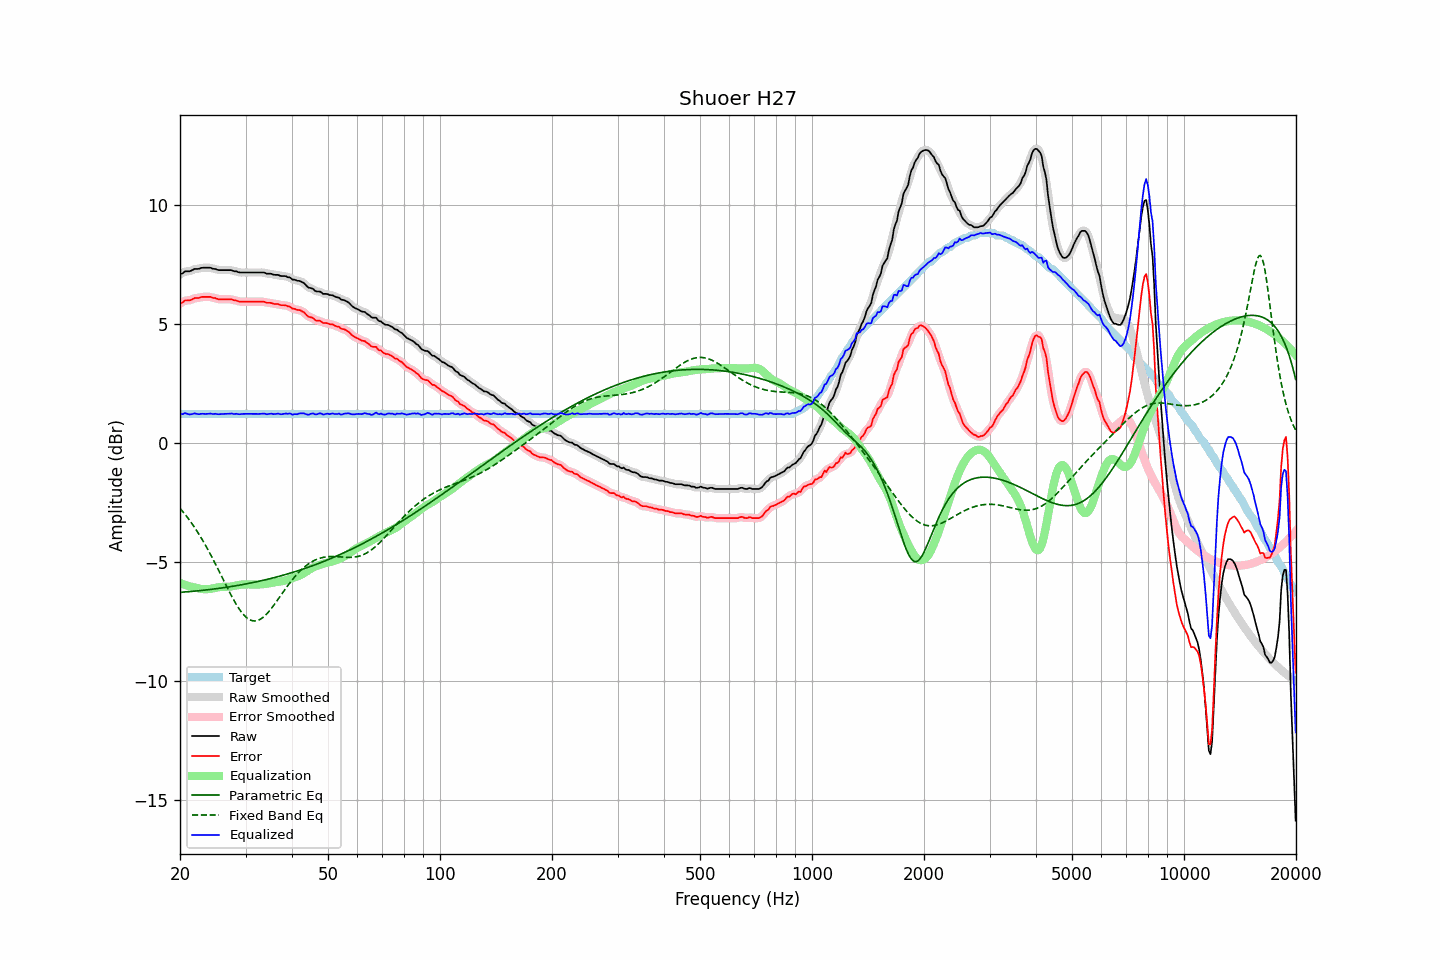 Shuoer H27
Amplitude (dBr)
10
5
0
−5
−10
−15
Target
Raw Smoothed
Error Smoothed
Raw
Error
Equalization
Parametric Eq
Fixed Band Eq
Equalized
20 50 100 200 500 1000 2000 5000 10000 20000
Frequency (Hz)